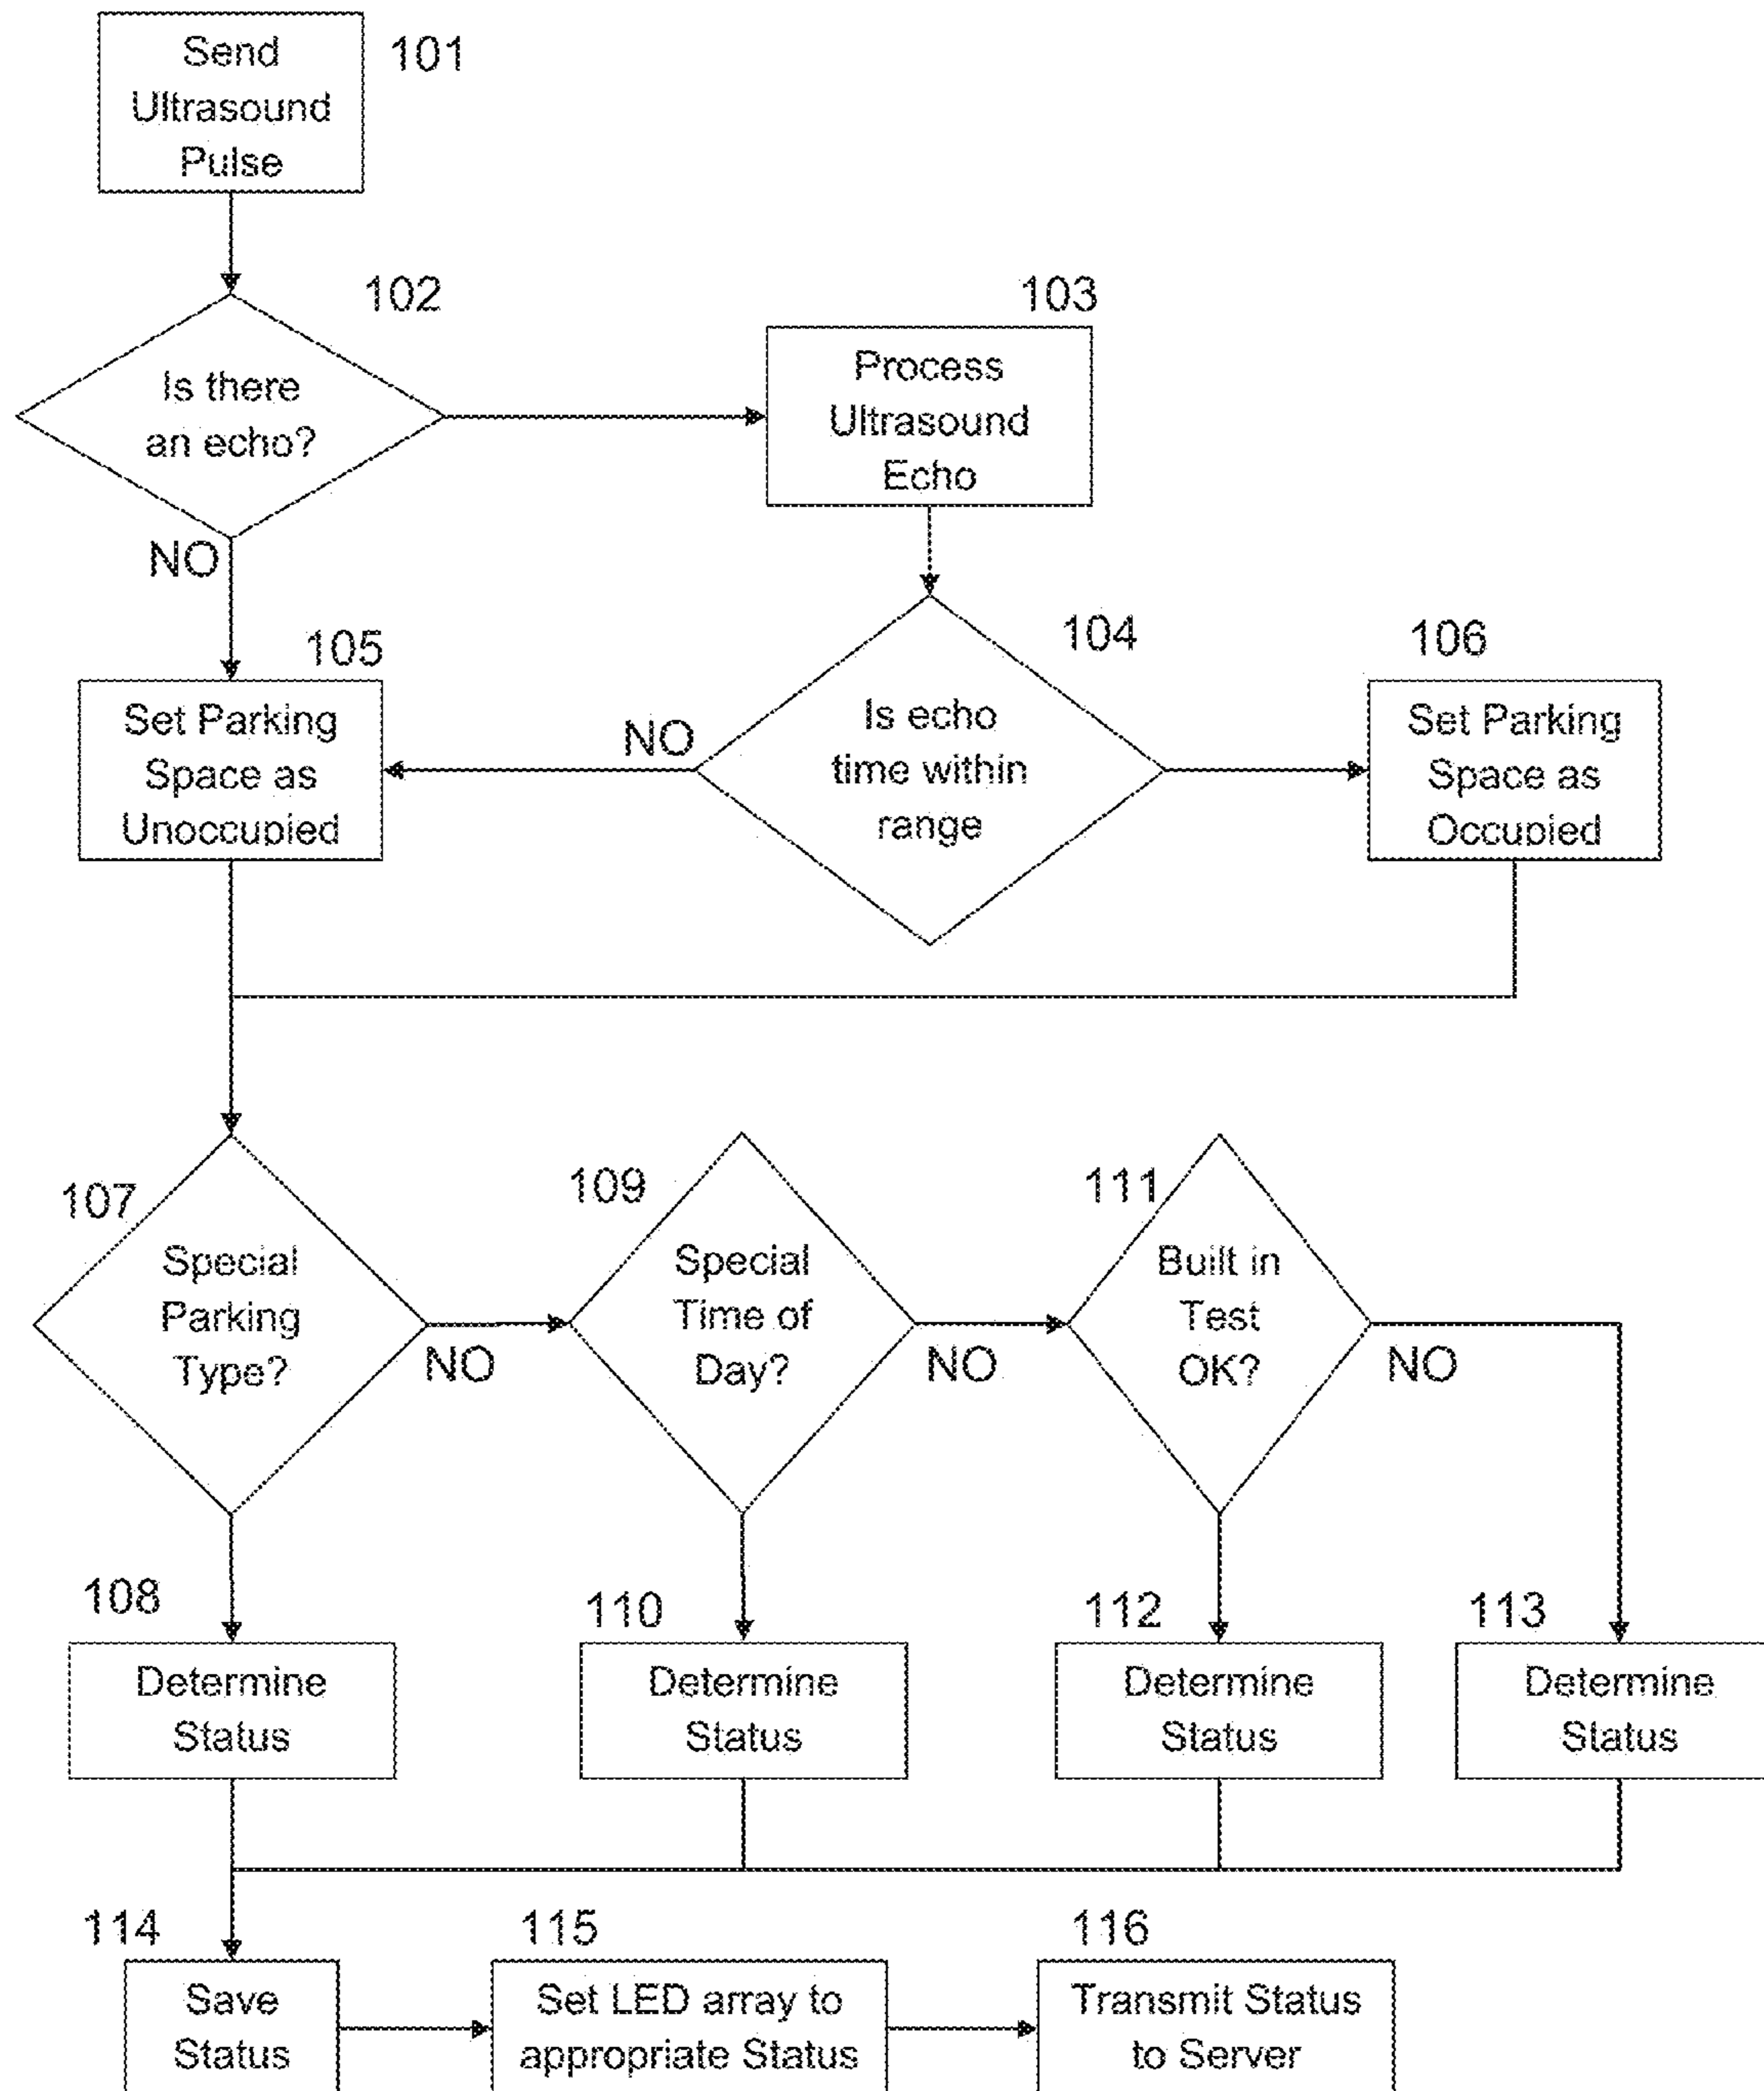 Send
Ultrasound
Pulse
101
102
Is there
an echo?
NO
103
Process
Ultrasound
Echo
104
Is echo
time within
range
NO
105
Set Parking
Space as
Unoccupied
106
Set Parking
Space as
Occupied
107
Special
Parking
Type?
NO
109
Special
Time of
Day?
NO
111
Built in
Test
OK?
NO
108
Determine
Status
110
Determine
Status
112
Determine
Status
113
Determine
Status
114
Save
Status
115
Set LED array to
appropriate Status
116
Transmit Status
to Server